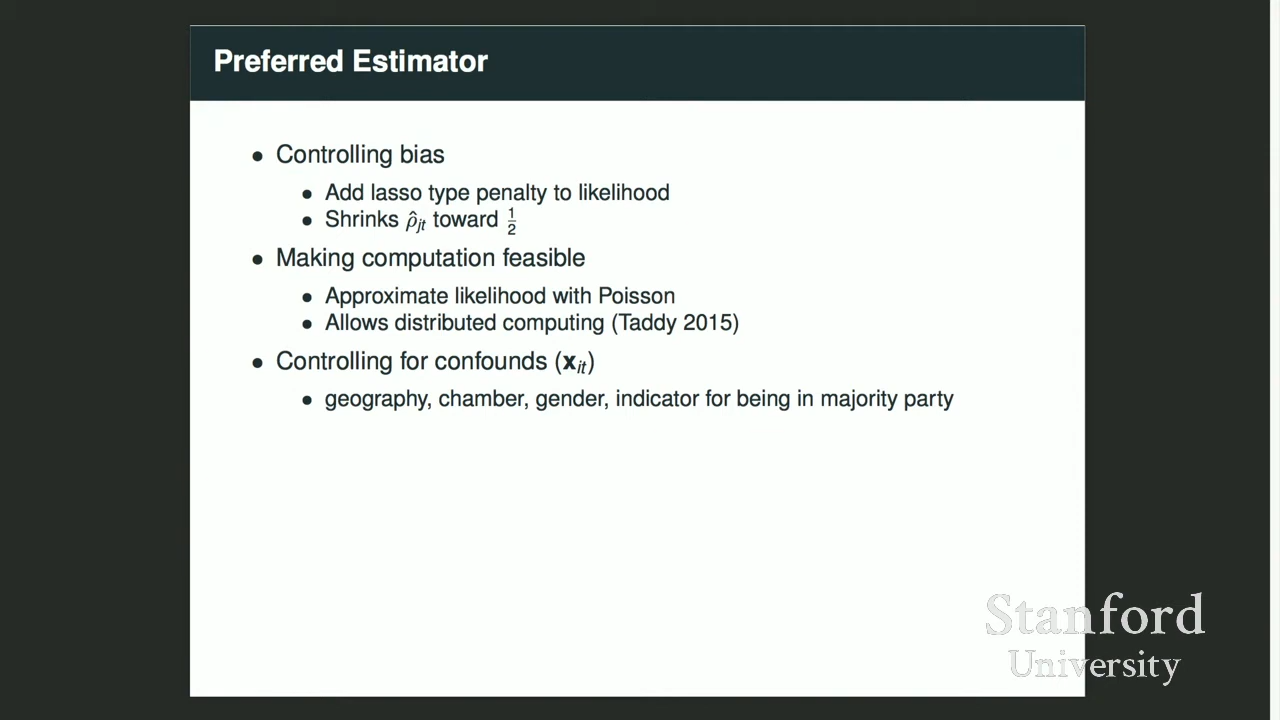 Preferred Estimator
• Controlling bias
• Add lasso type penalty to likelihood
• Shrinks ρ̂jt toward 1/2
• Making computation feasible
• Approximate likelihood with Poisson
• Allows distributed computing (Taddy 2015)
• Controlling for confounds (xit)
• geography, chamber, gender, indicator for being in majority party
Stanford
University